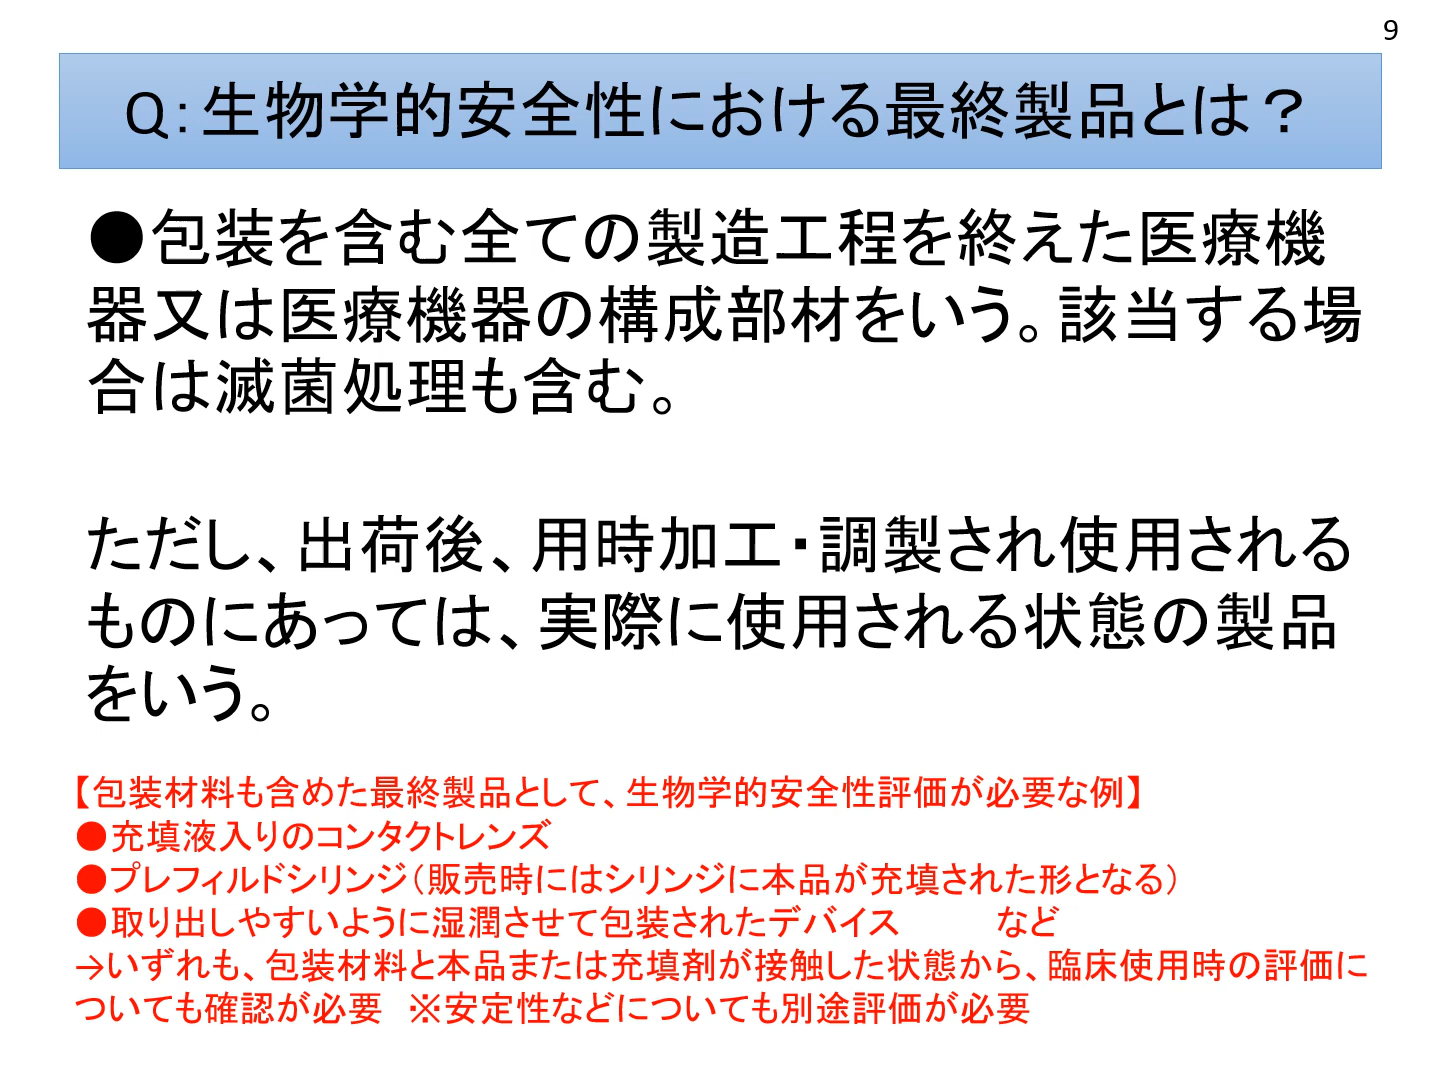 9
Q：生物学的安全性における最終製品とは？
●包装を含む全ての製造工程を終えた医療機
器又は医療機器の構成部材をいう。該当する場
合は滅菌処理も含む。
ただし、出荷後、用時加工・調製され使用される
ものにあっては、実際に使用される状態の製品
をいう。
【包装材料も含めた最終製品として、生物学的安全性評価が必要な例】
●充填液入りのコンタクトレンズ
●プレフィルドシリンジ（販売時にはシリンジに本品が充填された形となる）
●取り出しやすいように湿潤させて包装されたデバイス　　　など
→いずれも、包装材料と本品または充填剤が接触した状態から、臨床使用時の評価に
ついても確認が必要　※安定性などについても別途評価が必要